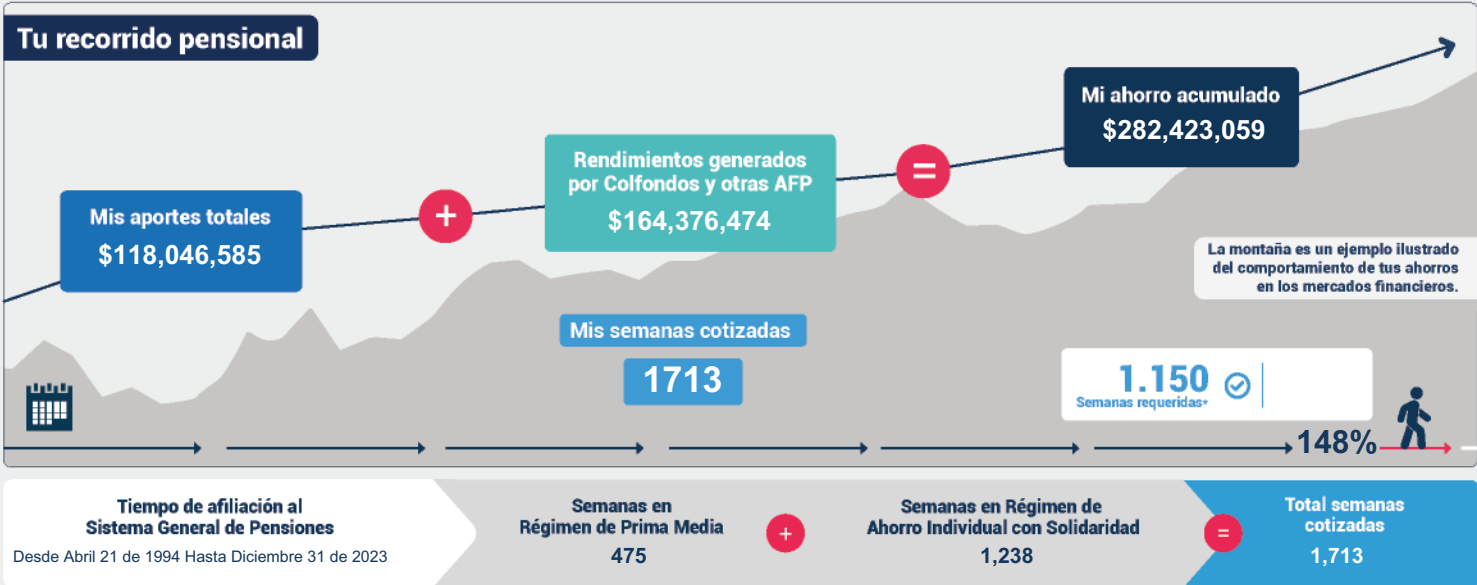 Tu recorrido pensional
Mi ahorro acumulado
$282,423,059
Rendimientos generados
por Colfondos y otras AFP
$164,376,474
=
Mis aportes totales
$118,046,585
+
La montaña es un ejemplo ilustrado
del comportamiento de tus ahorros
en los mercados financieros.
Mis semanas cotizadas
1713
1.150
Semanas requeridas*
148%
Tiempo de afiliación al
Sistema General de Pensiones
Desde Abril 21 de 1994 Hasta Diciembre 31 de 2023
Semanas en
Régimen de Prima Media
475
+
Semanas en Régimen de
Ahorro Individual con Solidaridad
1,238
=
Total semanas
cotizadas
1,713